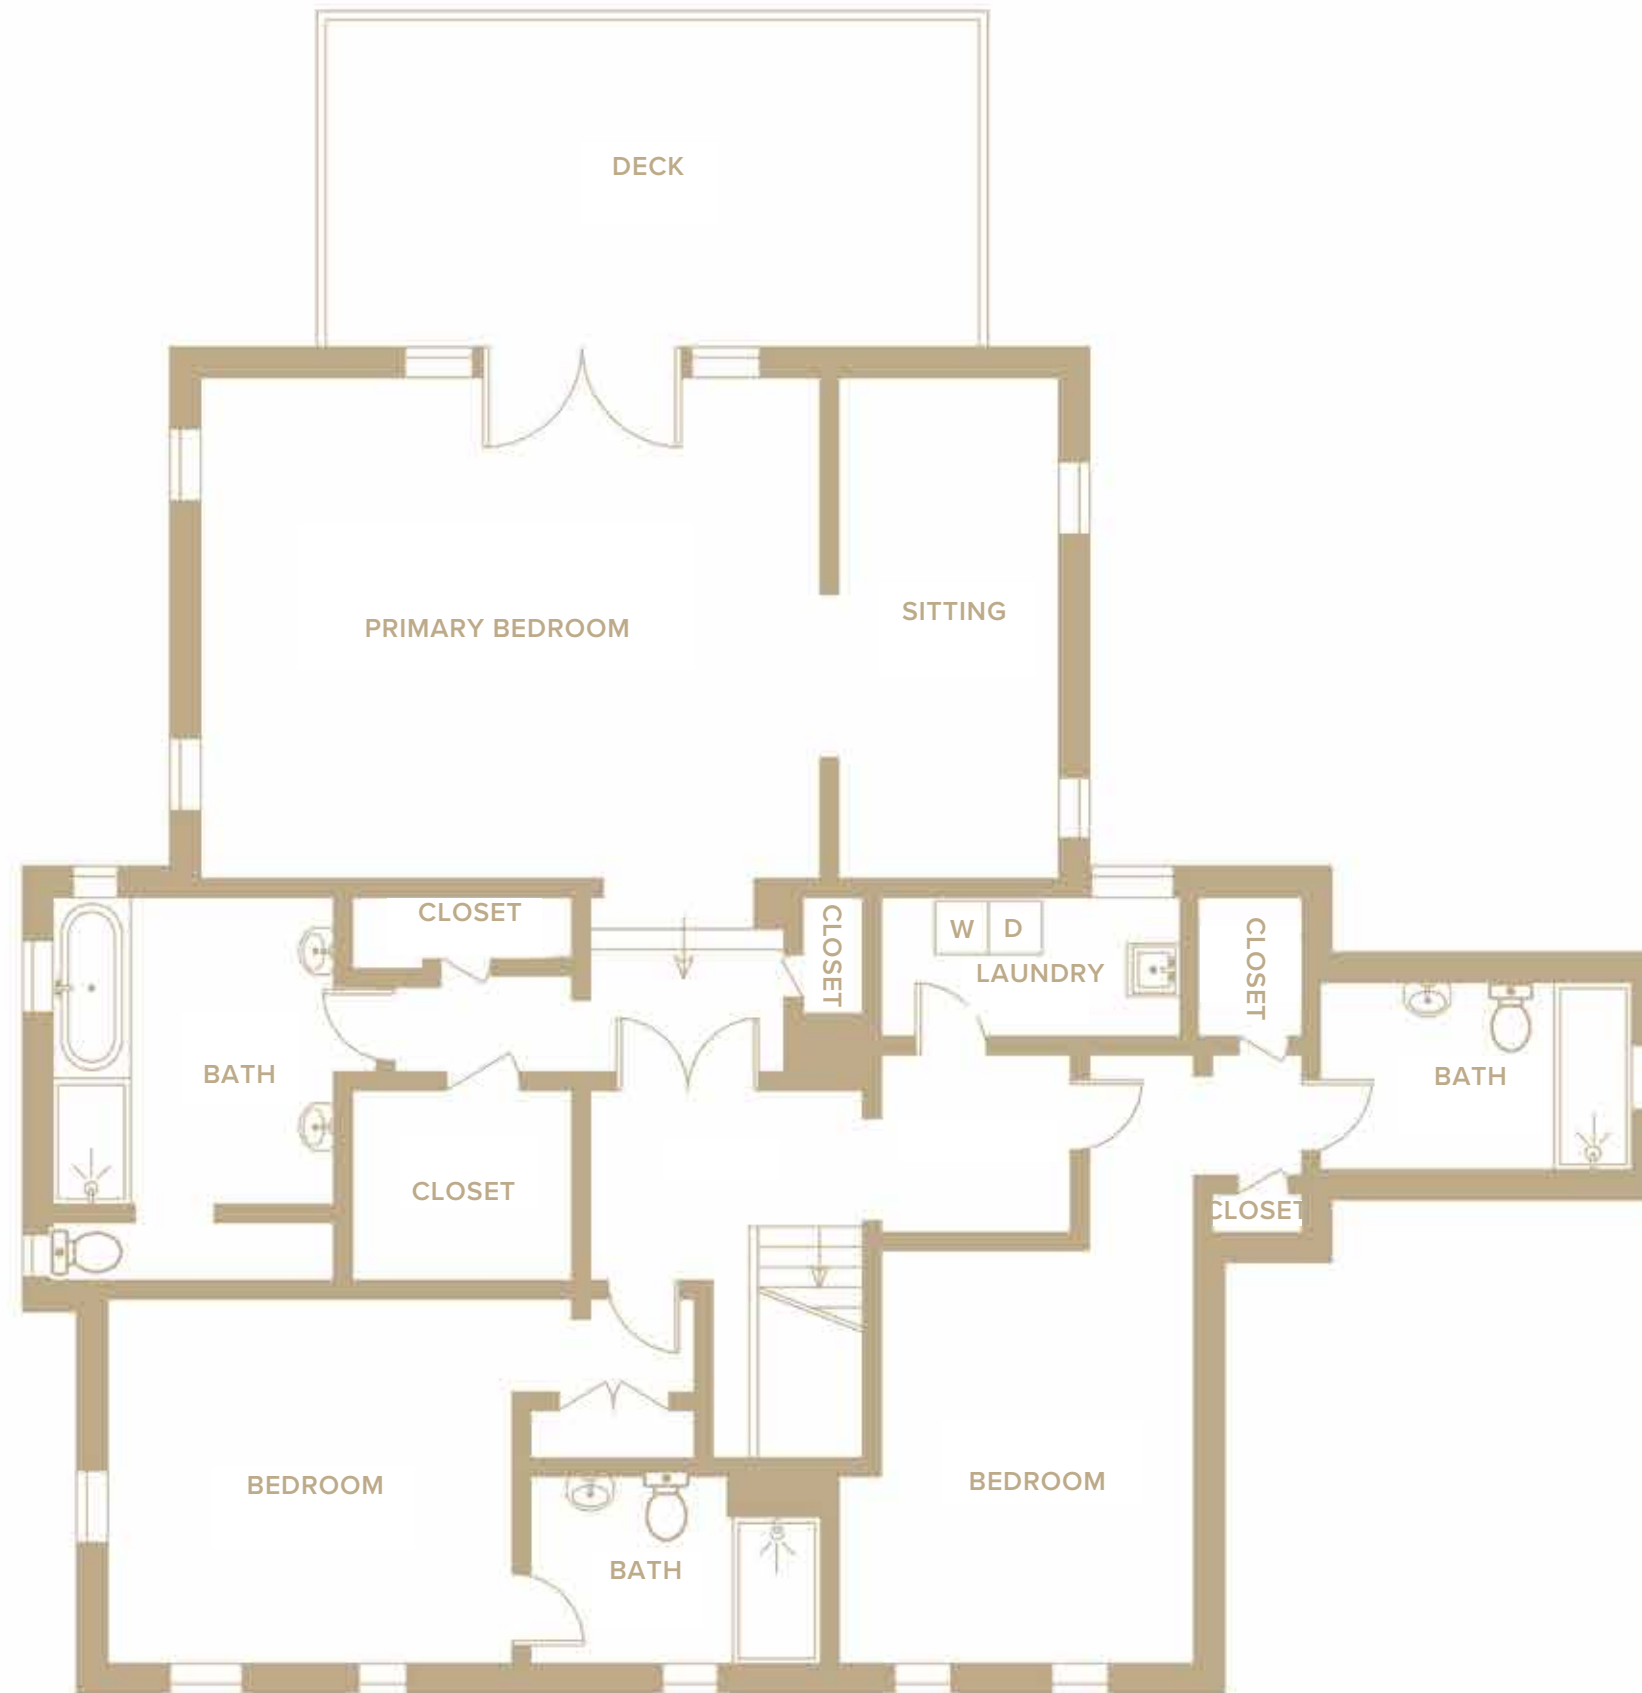 DECK
PRIMARY BEDROOM
SITTING
CLOSET
CLOSET
W D
LAUNDRY
CLOSET
BATH
BATH
CLOSET
CLOSET
BEDROOM
BEDROOM
BATH